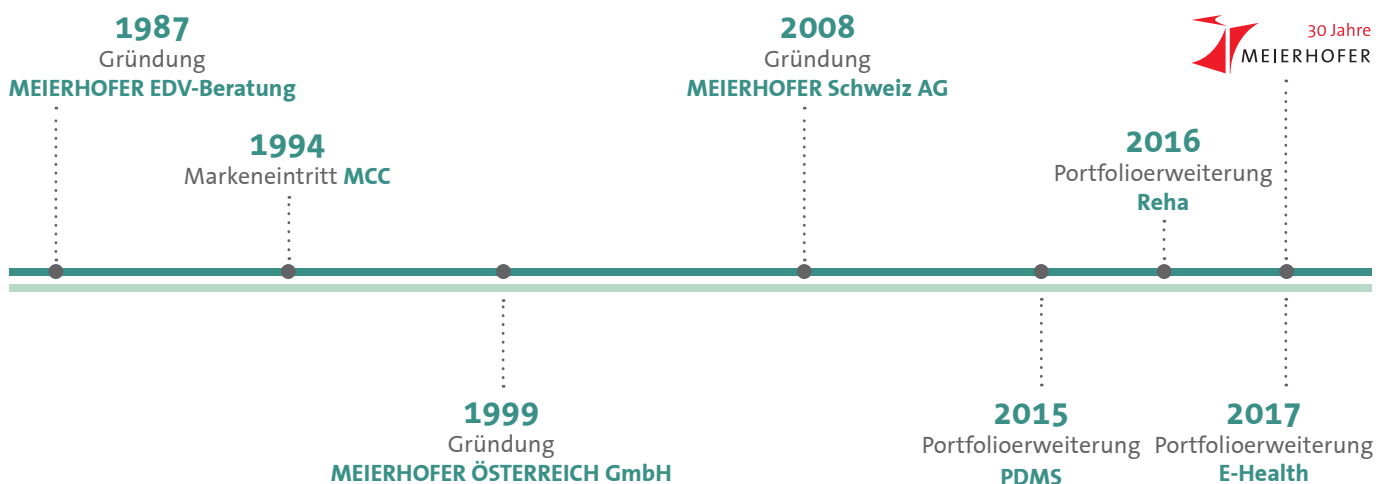 1987
Gründung
MEIERHOFER EDV-Beratung
1994
Markeneintritt MCC
1999
Gründung
MEIERHOFER ÖSTERREICH GmbH
2008
Gründung
MEIERHOFER Schweiz AG
2015
Portfolioerweiterung
PDMS
2016
Portfolioerweiterung
Reha
30 Jahre
MEIERHOFER
2017
Portfolioerweiterung
E-Health